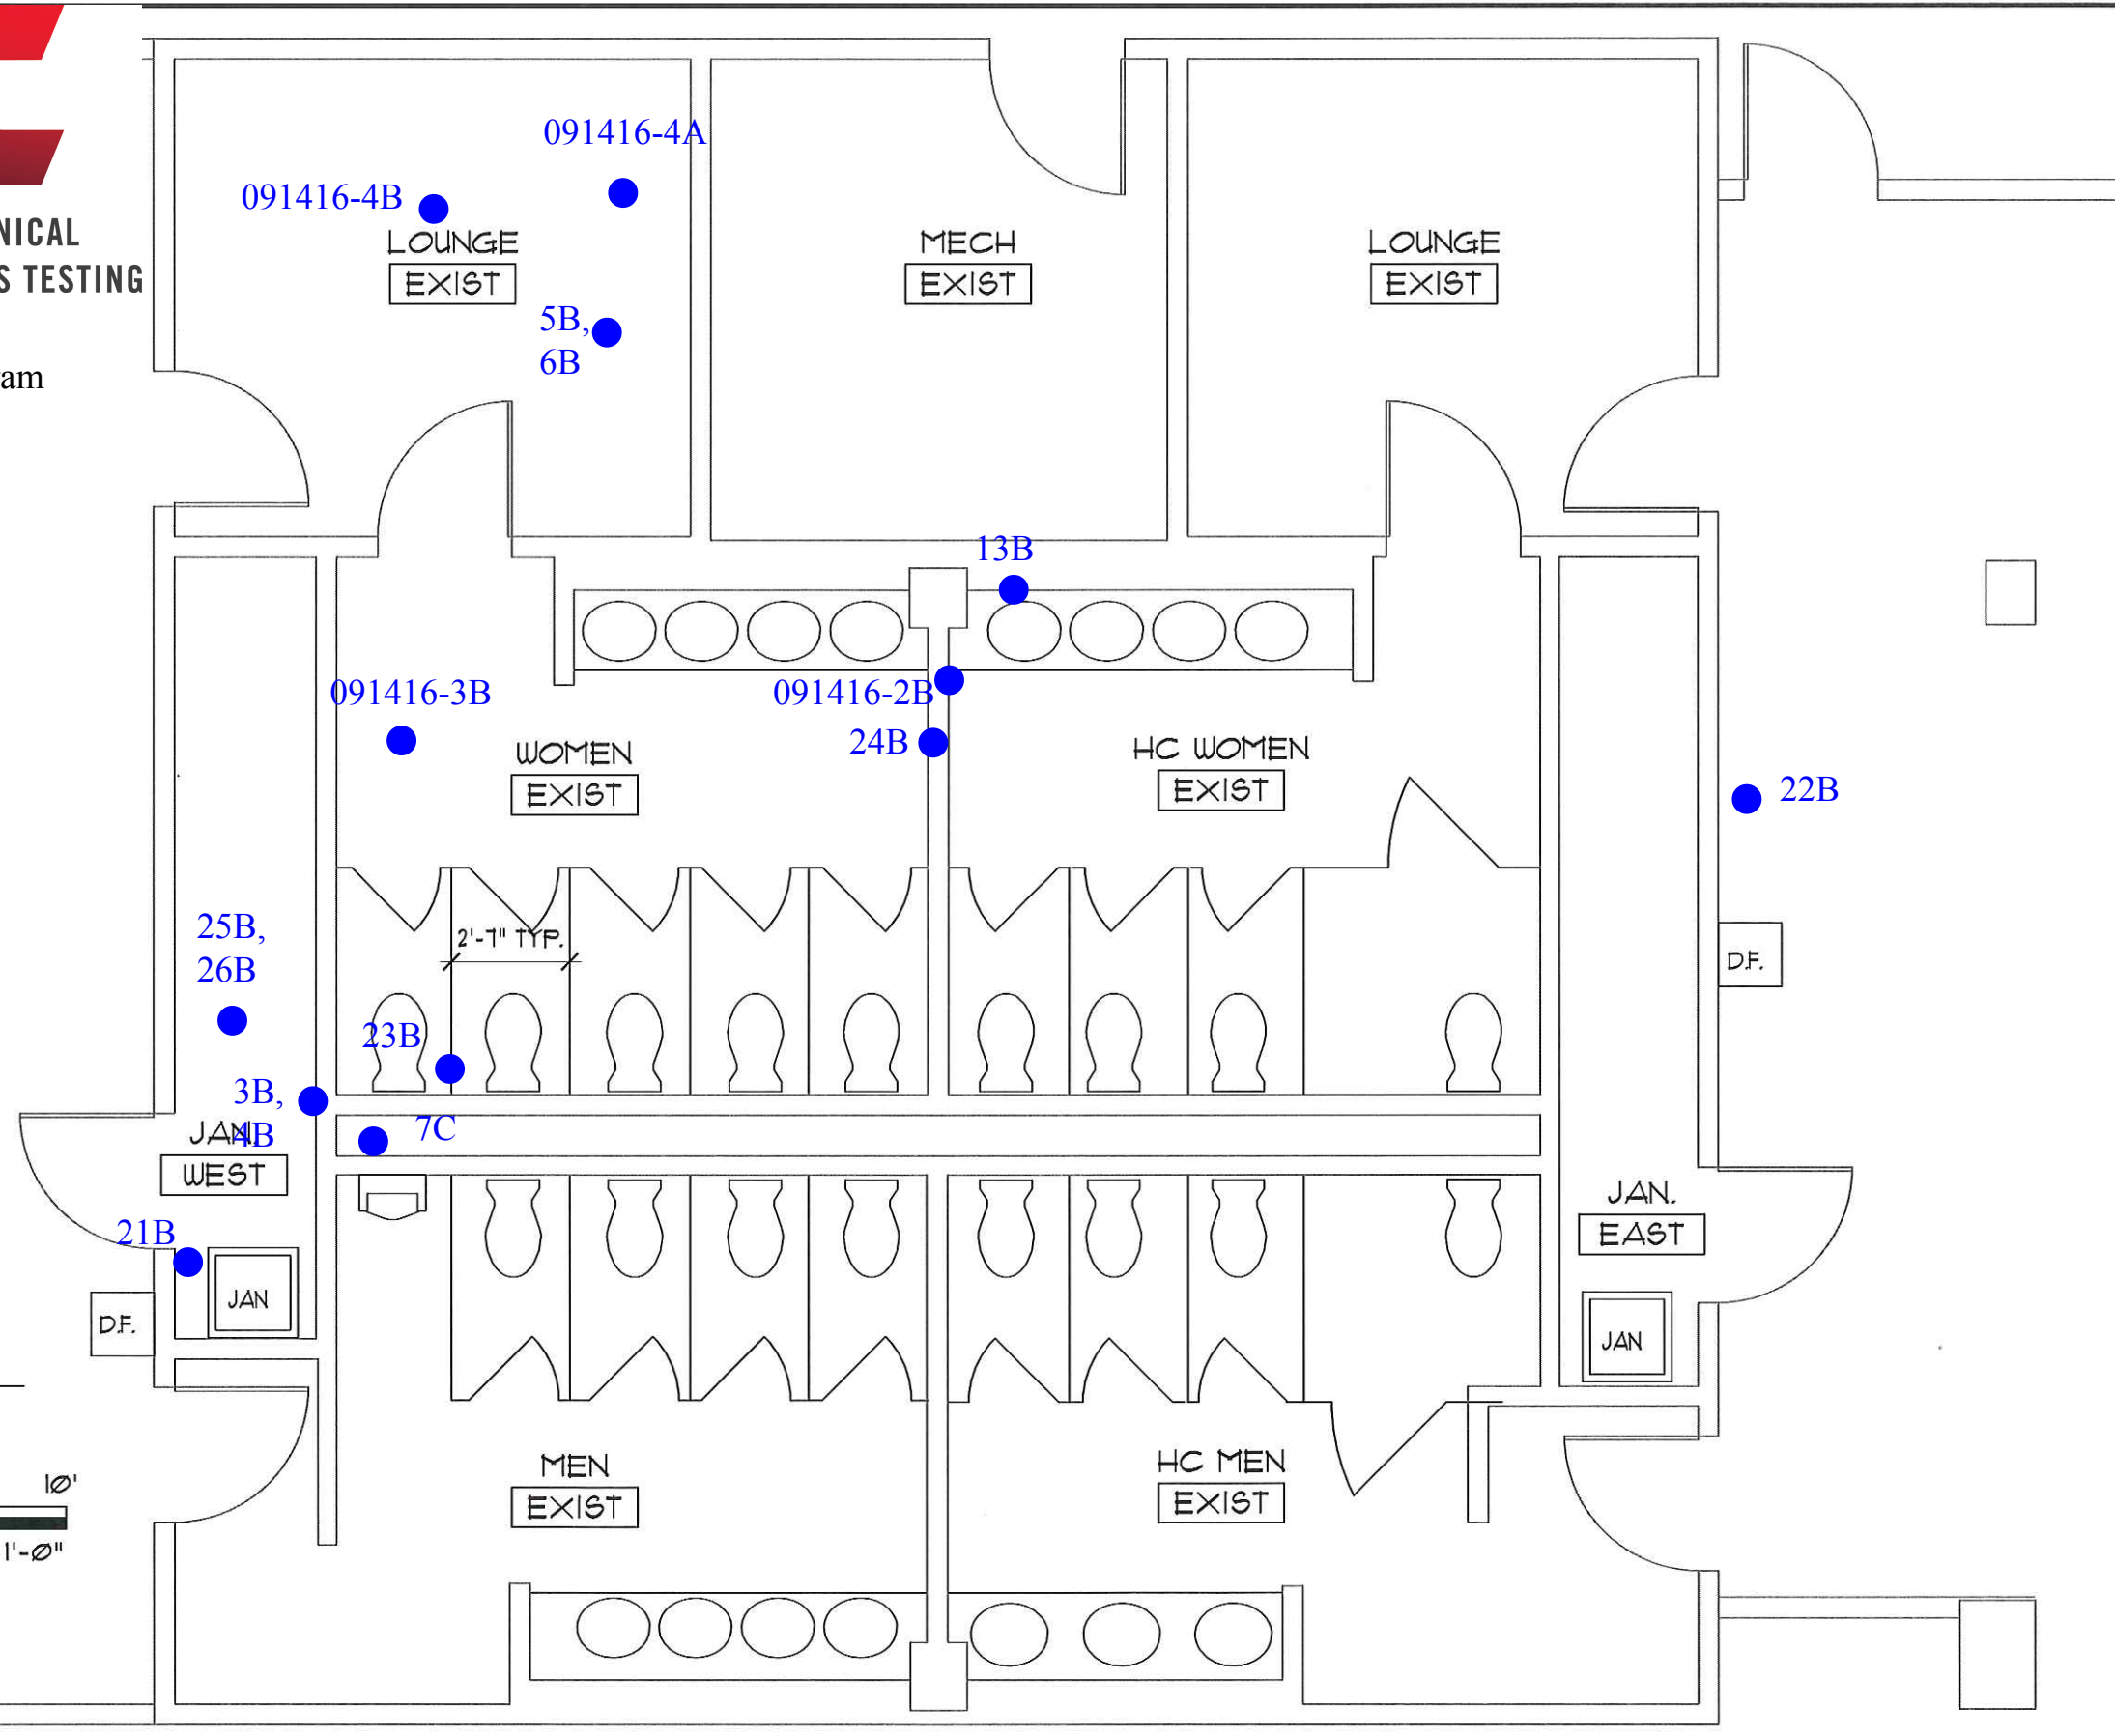 091416-4A
091416-4B
NICAL
S TESTING
LOUNGE
EXIST
MECH
EXIST
LOUNGE
EXIST
5B,
6B
am
13B
091416-3B
091416-2B
24B
WOMEN
EXIST
HC WOMEN
EXIST
22B
25B,
26B
2'-7" TYP.
D.F.
23B
3B,
4B
7C
JAN.
WEST
JAN.
EAST
21B
JAN
D.F.
JAN
MEN
EXIST
HC MEN
EXIST
10'
1'-0"